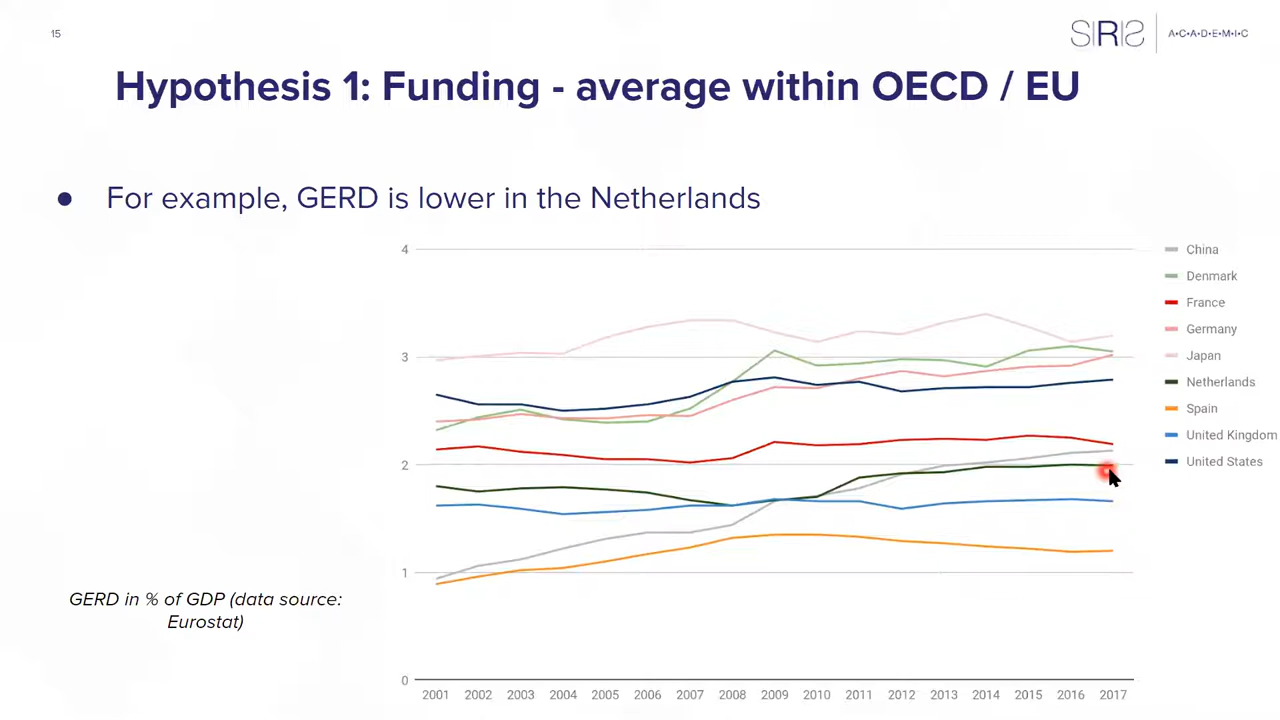 15
SIRIS
A•C•A•D•E•M•I•C
Hypothesis 1: Funding - average within OECD / EU
● For example, GERD is lower in the Netherlands
4
3
2
1
0
2001 2002 2003 2004 2005 2006 2007 2008 2009 2010 2011 2012 2013 2014 2015 2016 2017
China
Denmark
France
Germany
Japan
Netherlands
Spain
United Kingdom
United States
GERD in % of GDP (data source:
Eurostat)